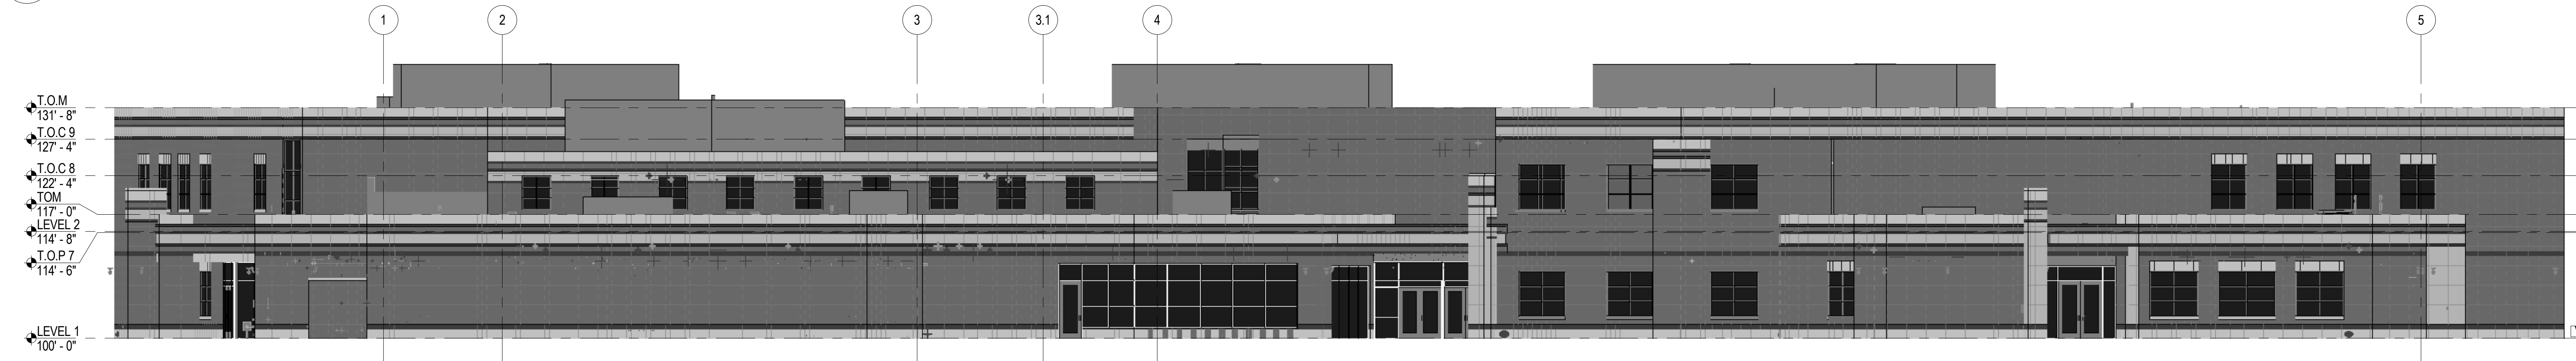 1
2
3
3.1
4
5
T.O.M
131' - 8"
T.O.C 9
127' - 4"
T.O.C 8
122' - 4"
TOM
117' - 0"
LEVEL 2
114' - 8"
T.O.P 7
114' - 6"
LEVEL 1
100' - 0"